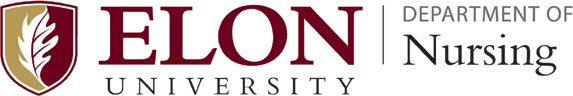 ELON
UNIVERSITY
DEPARTMENT OF
Nursing